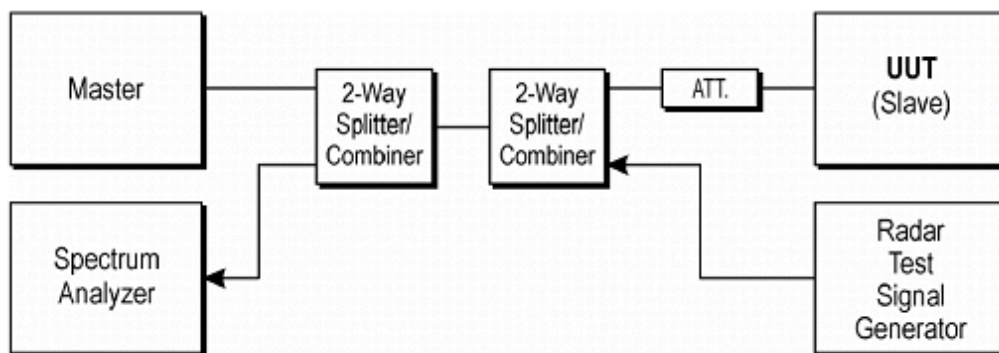 Master
2-Way
Splitter/
Combiner
2-Way
Splitter/
Combiner
ATT.
UUT
(Slave)
Spectrum
Analyzer
Radar
Test
Signal
Generator